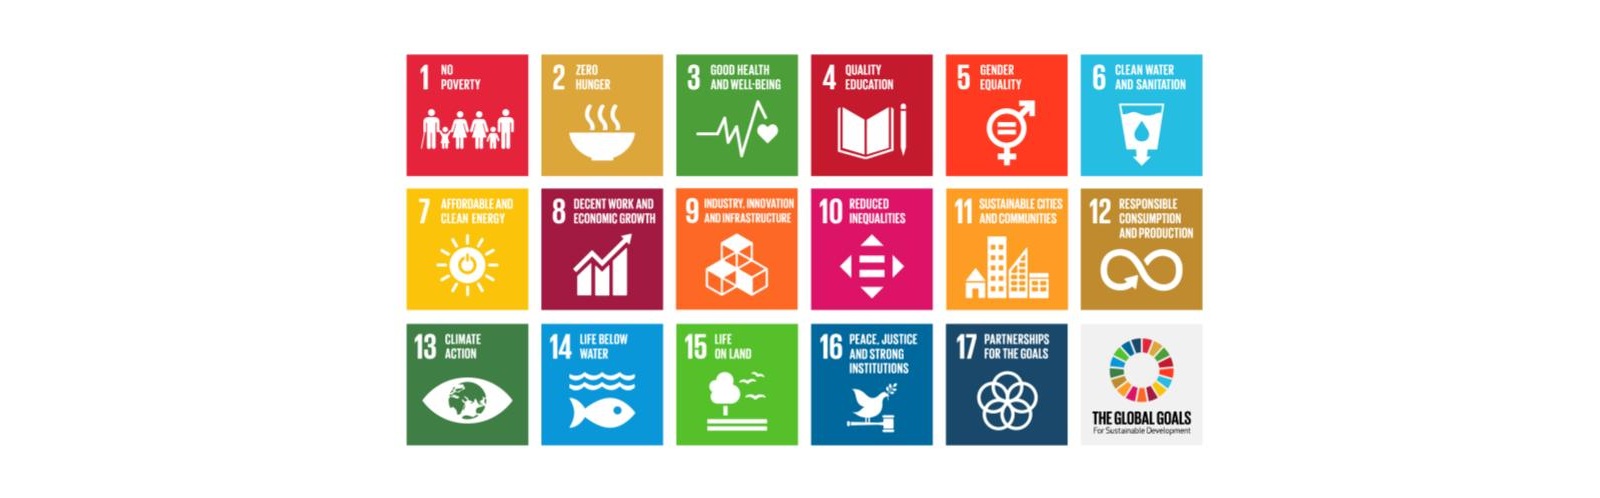 1 NO
POVERTY
2 ZERO
HUNGER
3 GOOD HEALTH
AND WELL-BEING
4 QUALITY
EDUCATION
5 GENDER
EQUALITY
6 CLEAN WATER
AND SANITATION
7 AFFORDABLE AND
CLEAN ENERGY
8 DECENT WORK AND
ECONOMIC GROWTH
9 INDUSTRY, INNOVATION
AND INFRASTRUCTURE
10 REDUCED
INEQUALITIES
11 SUSTAINABLE CITIES
AND COMMUNITIES
12 RESPONSIBLE
CONSUMPTION
AND PRODUCTION
13 CLIMATE
ACTION
14 LIFE BELOW
WATER
15 LIFE
ON LAND
16 PEACE, JUSTICE
AND STRONG
INSTITUTIONS
17 PARTNERSHIPS
FOR THE GOALS
THE GLOBAL GOALS
For Sustainable Development